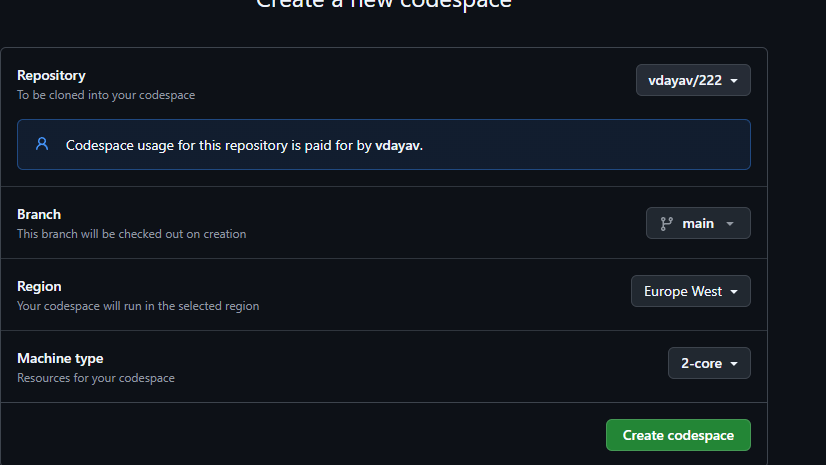 Create a new codespace
Repository
To be cloned into your codespace
vdayav/222
Codespace usage for this repository is paid for by vdayav.
Branch
This branch will be checked out on creation
main
Region
Your codespace will run in the selected region
Europe West
Machine type
Resources for your codespace
2-core
Create codespace